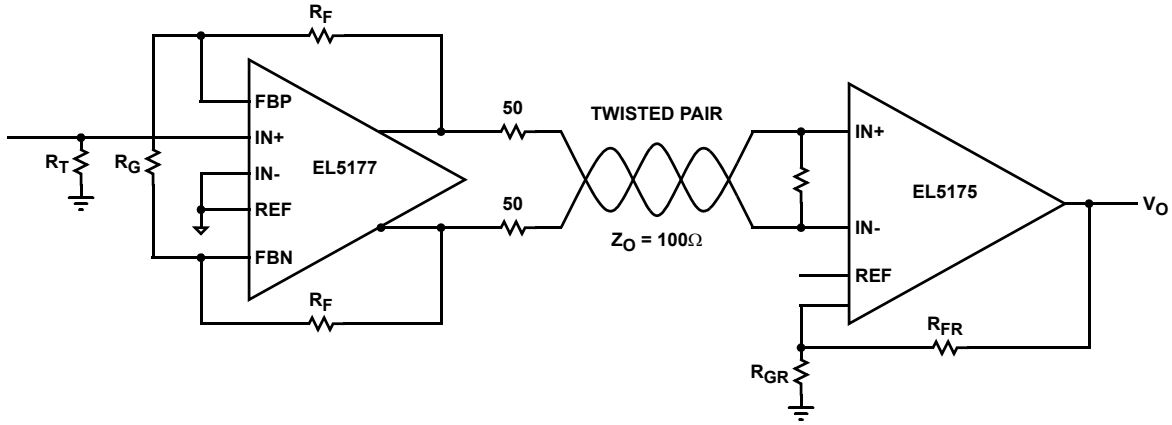 RF
FBP
IN+
RT
RG
IN-
EL5177
REF
FBN
RF
50
50
TWISTED PAIR
ZO = 100Ω
IN+
EL5175
IN-
REF
VO
RFR
RGR